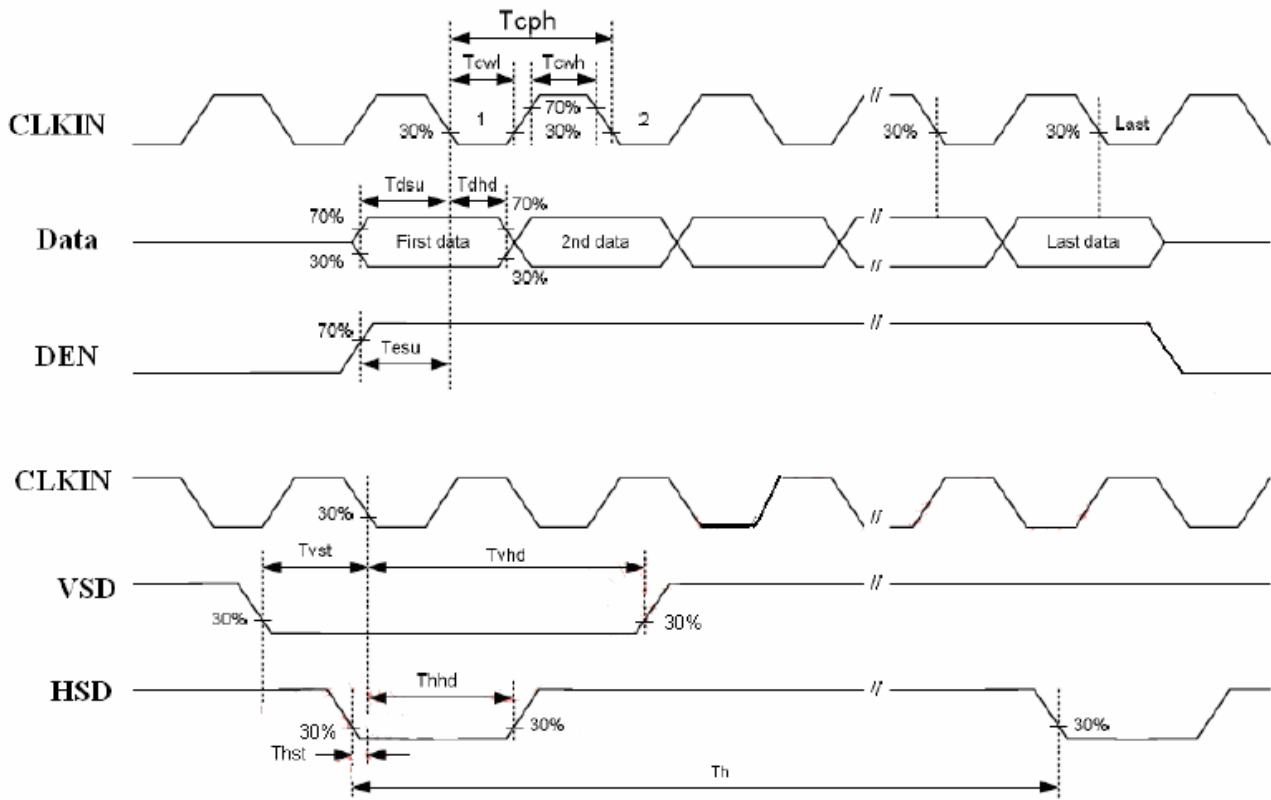 Tcph
Tcwl Tcwh
CLKIN 30% 1 70% 30% 2 // 30% 30% Last
Tdsu Tdhd
70% 70%
Data First data 2nd data // // Last data
30% 30%
70% //
DEN Tesu
CLKIN 30% //
Tvst Tvhd
VSD 30% 30% //
HSD Thhd //
30% 30% 30%
Thst
Th